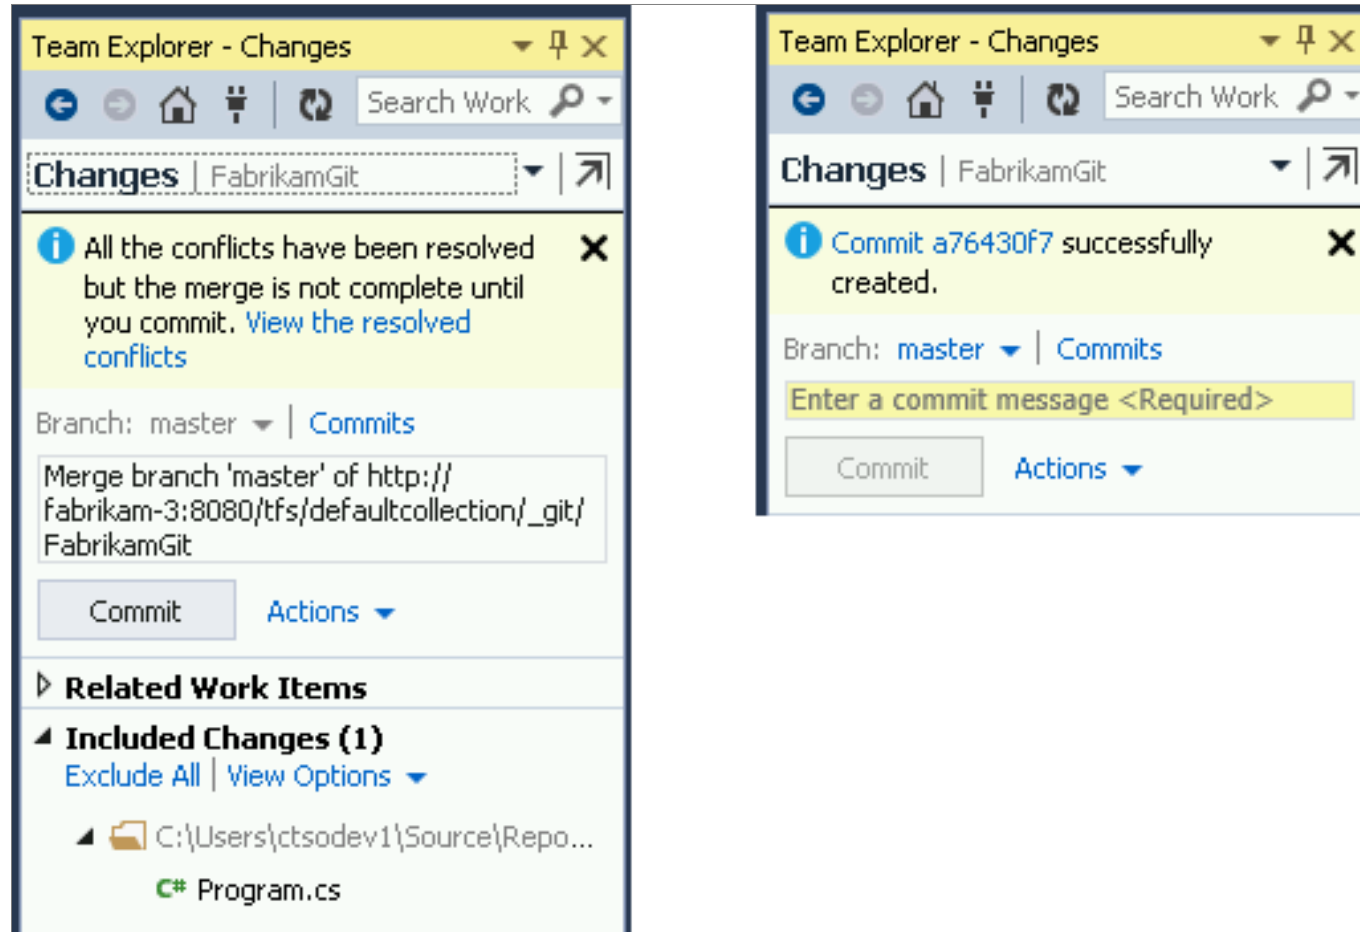 Team Explorer - Changes
Search Work
Changes | FabrikamGit
All the conflicts have been resolved
but the merge is not complete until
you commit. View the resolved
conflicts
Branch: master | Commits
Merge branch 'master' of http://
fabrikam-3:8080/tfs/defaultcollection/_git/
FabrikamGit
Commit Actions
Related Work Items
Included Changes (1)
Exclude All | View Options
C:\Users\ctsodev1\Source\Repo...
C# Program.cs
Team Explorer - Changes
Search Work
Changes | FabrikamGit
Commit a76430f7 successfully
created.
Branch: master | Commits
Enter a commit message <Required>
Commit Actions